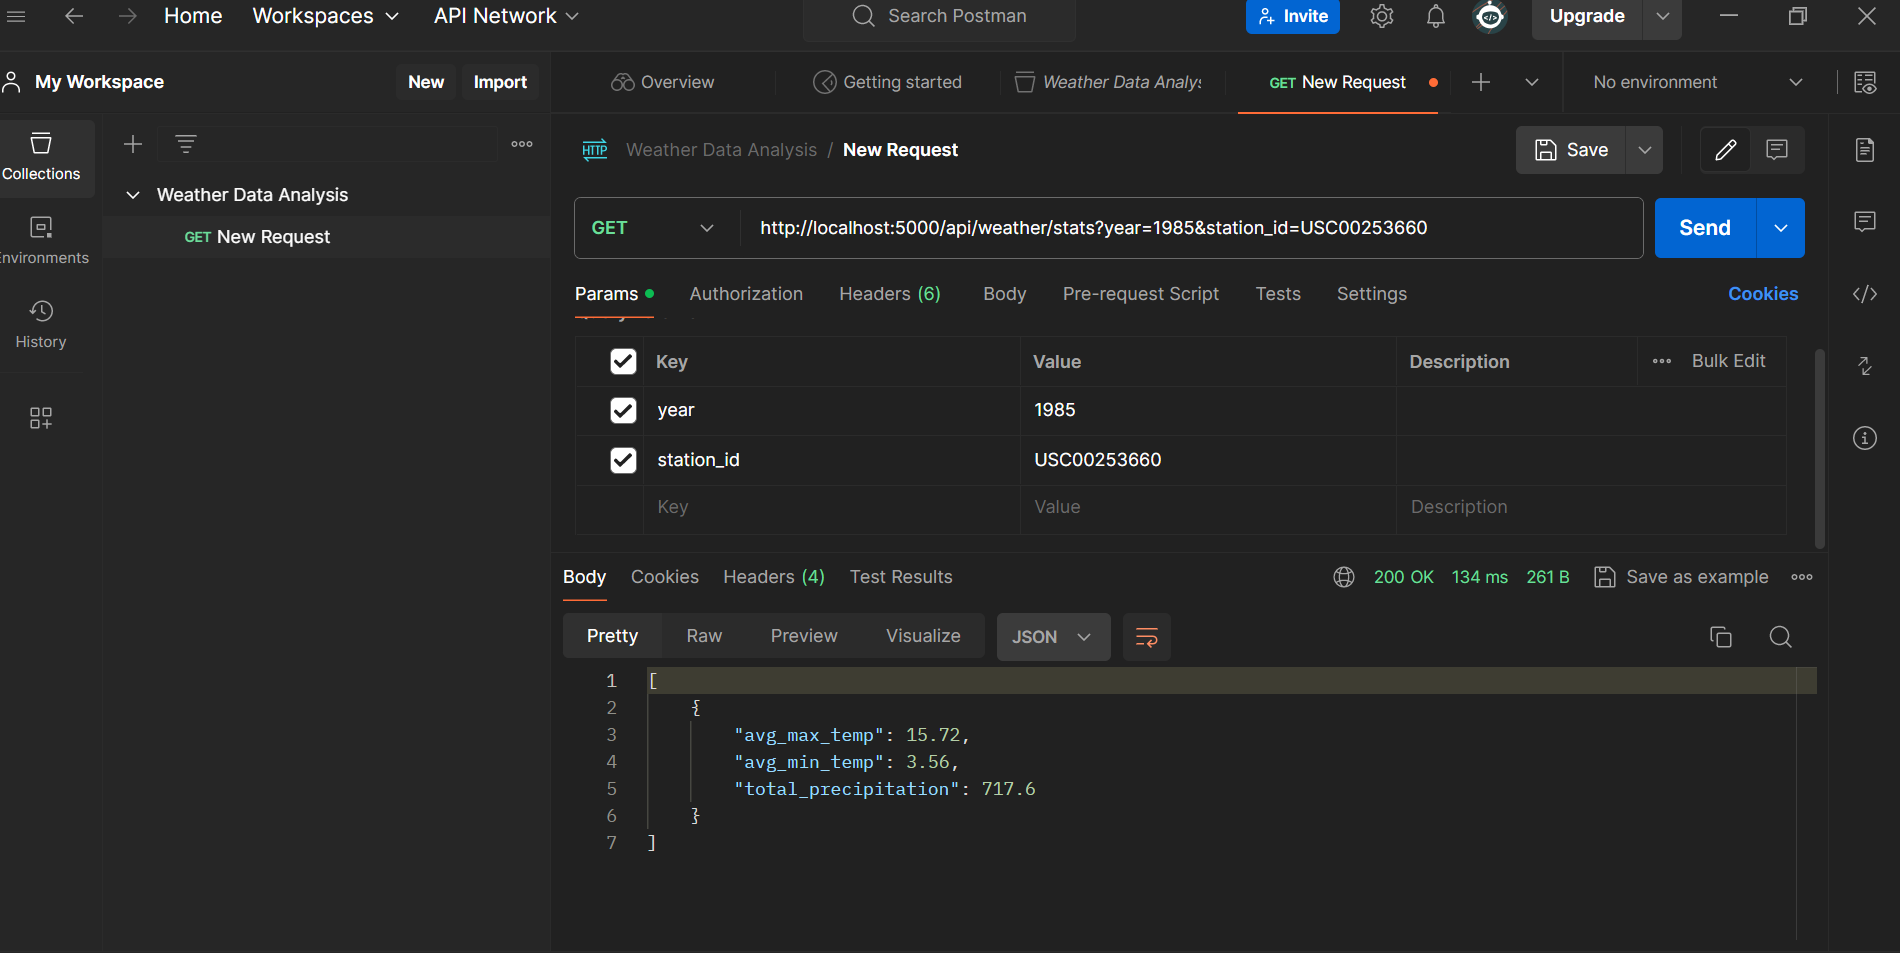 Home Workspaces API Network Search Postman Invite Upgrade
My Workspace New Import Overview Getting started Weather Data Analys GET New Request No environment
Collections
Weather Data Analysis
GET New Request
nvironments
History
HTTP Weather Data Analysis / New Request Save
GET http://localhost:5000/api/weather/stats?year=1985&station_id=USC00253660 Send
Params Authorization Headers (6) Body Pre-request Script Tests Settings Cookies
Key Value Description Bulk Edit
year 1985
station_id USC00253660
Key Value Description
Body Cookies Headers (4) Test Results 200 OK 134 ms 261 B Save as example
Pretty Raw Preview Visualize JSON
1 [
2 {
3 "avg_max_temp": 15.72,
4 "avg_min_temp": 3.56,
5 "total_precipitation": 717.6
6 }
7 ]